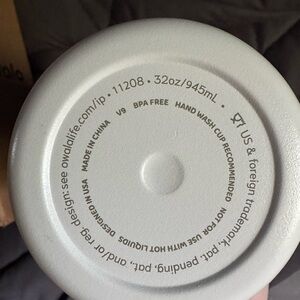 see owalalife.com/ip • 11208 • 32oz/945mL •
US & foreign trademark, pat. pending, pat. and/or reg. design:
V9 BPA FREE HAND WASH CUP RECOMMENDED
NOT FOR USE WITH HOT LIQUIDS
DESIGNED IN USA MADE IN CHINA